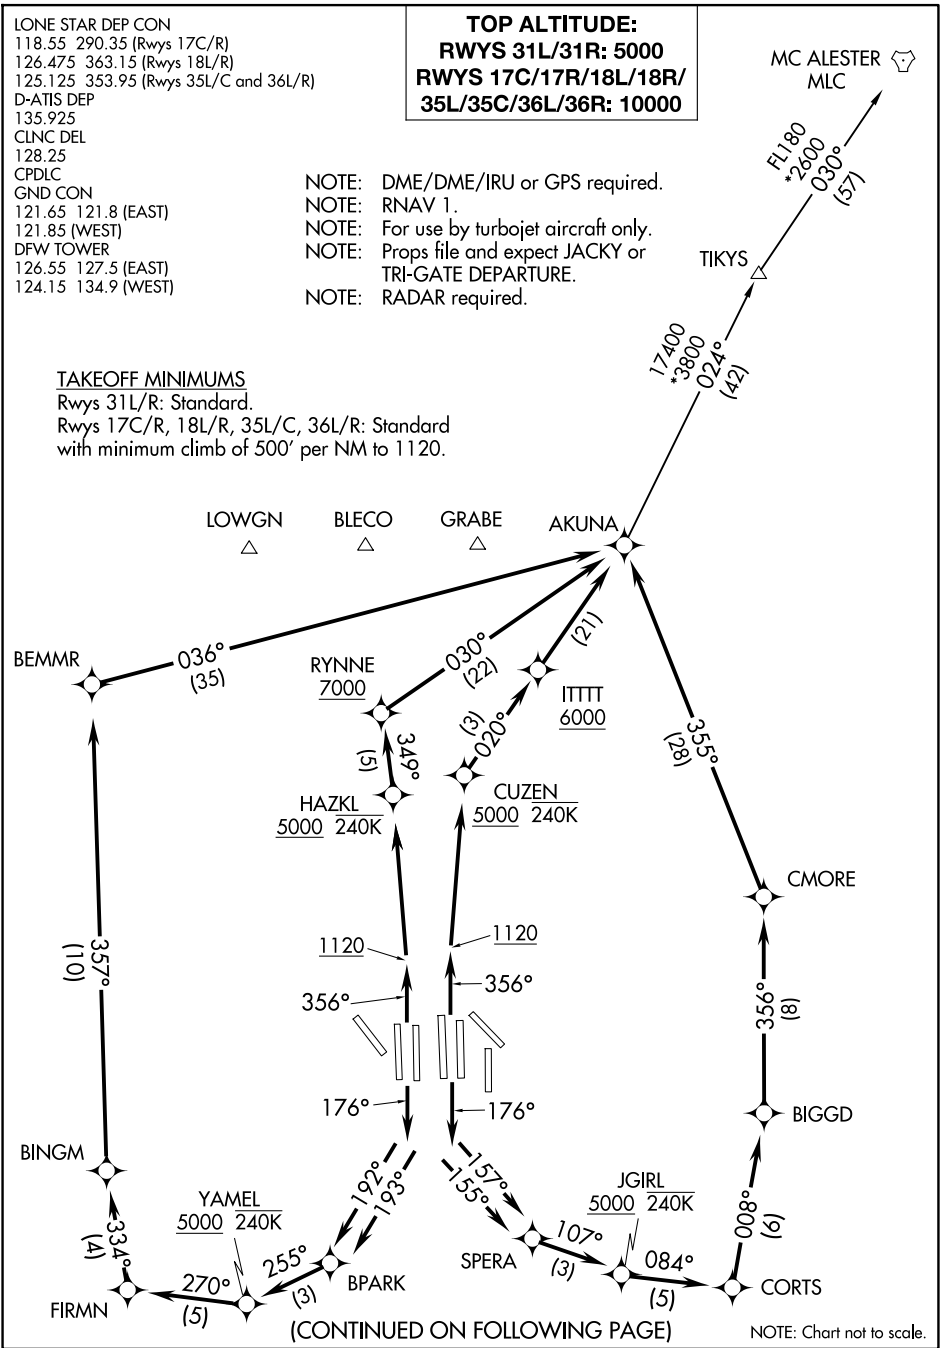 LONE STAR DEP CON
118.55 290.35 (Rwys 17C/R)
126.475 363.15 (Rwys 18L/R)
125.125 353.95 (Rwys 35L/C and 36L/R)
D-ATIS DEP
135.925
CLNC DEL
128.25
CPDLC
GND CON
121.65 121.8 (EAST)
121.85 (WEST)
DFW TOWER
126.55 127.5 (EAST)
124.15 134.9 (WEST)
TOP ALTITUDE:
RWYS 31L/31R: 5000
RWYS 17C/17R/18L/18R/
35L/35C/36L/36R: 10000
MC ALESTER
MLC
FL180
*2600
030°
(57)
NOTE: DME/DME/IRU or GPS required.
NOTE: RNAV 1.
NOTE: For use by turbojet aircraft only.
NOTE: Props file and expect JACKY or
TRI-GATE DEPARTURE.
NOTE: RADAR required.
TIKYS
17400
*3800
024°
(42)
TAKEOFF MINIMUMS
Rwys 31L/R: Standard.
Rwys 17C/R, 18L/R, 35L/C, 36L/R: Standard
with minimum climb of 500' per NM to 1120.
LOWGN
BLECO
GRABE
AKUNA
BEMMR
036°
(35)
RYNNE
7000
030°
(22)
(21)
ITTTT
6000
(3)
020°
349°
(5)
355°
(28)
HAZKL
5000 240K
CUZEN
5000 240K
CMORE
357°
(10)
1120
1120
356°
356°
356°
(8)
176°
176°
BIGGD
BINGM
192°
193°
157°
155°
YAMEL
5000 240K
JGIRL
5000 240K
334°
(4)
255°
(3)
BPARK
SPERA
107°
(3)
084°
(5)
008°
(9)
CORTS
FIRMN
270°
(5)
(CONTINUED ON FOLLOWING PAGE)
NOTE: Chart not to scale.